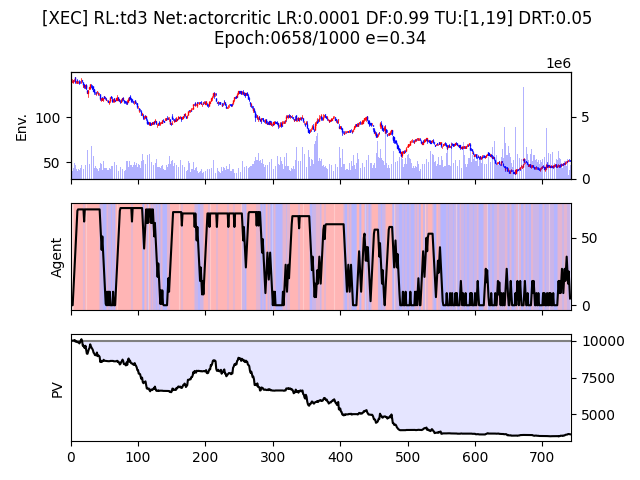 [XEC] RL:td3 Net:actorcritic LR:0.0001 DF:0.99 TU:[1,19] DRT:0.05
Epoch:0658/1000 e=0.34
1e6
Env.
100
50
5
0
Agent
50
0
PV
10000
7500
5000
0 100 200 300 400 500 600 700